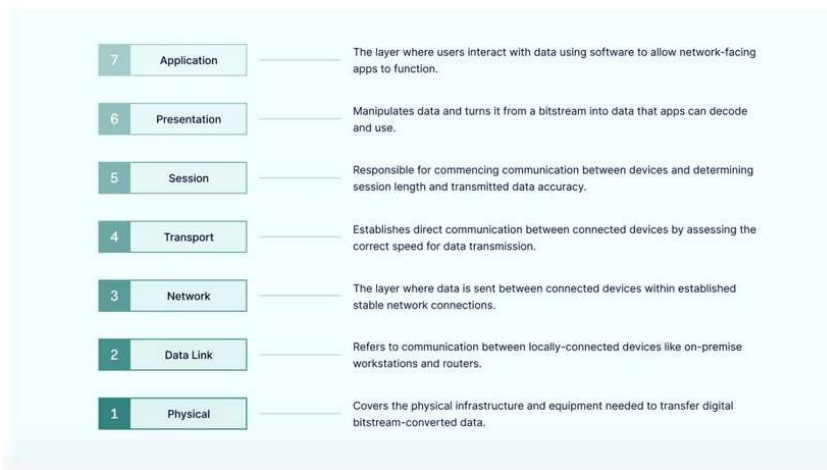 7 Application
The layer where users interact with data using software to allow network-facing
apps to function.
6 Presentation
Manipulates data and turns it from a bitstream into data that apps can decode
and use.
5 Session
Responsible for commencing communication between devices and determining
session length and transmitted data accuracy.
4 Transport
Establishes direct communication between connected devices by assessing the
correct speed for data transmission.
3 Network
The layer where data is sent between connected devices within established
stable network connections.
2 Data Link
Refers to communication between locally-connected devices like on-premise
workstations and routers.
1 Physical
Covers the physical infrastructure and equipment needed to transfer digital
bitstream-converted data.